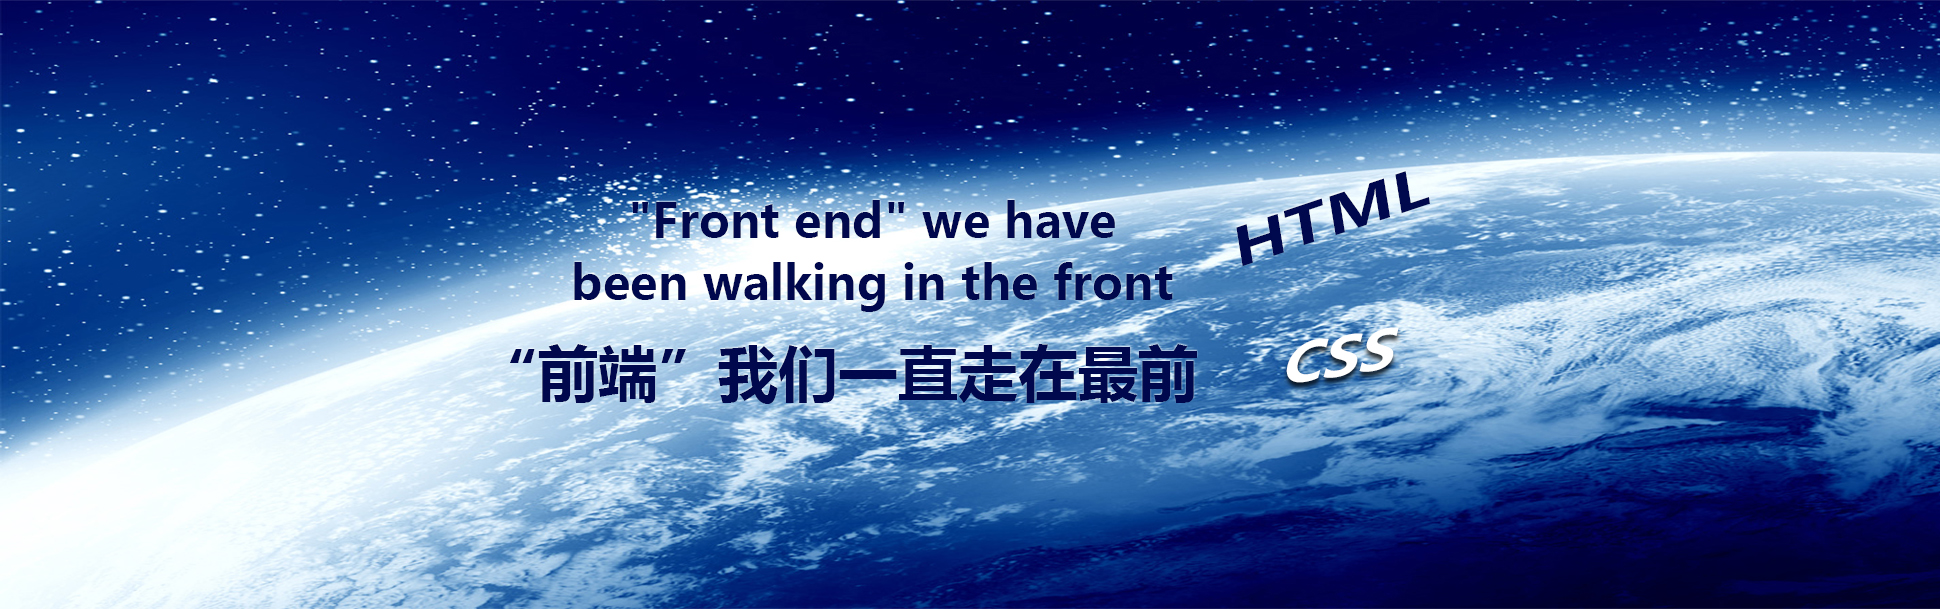 "Front end" we have
been walking in the front
“前端”我们一直走在最前
HTML
CSS